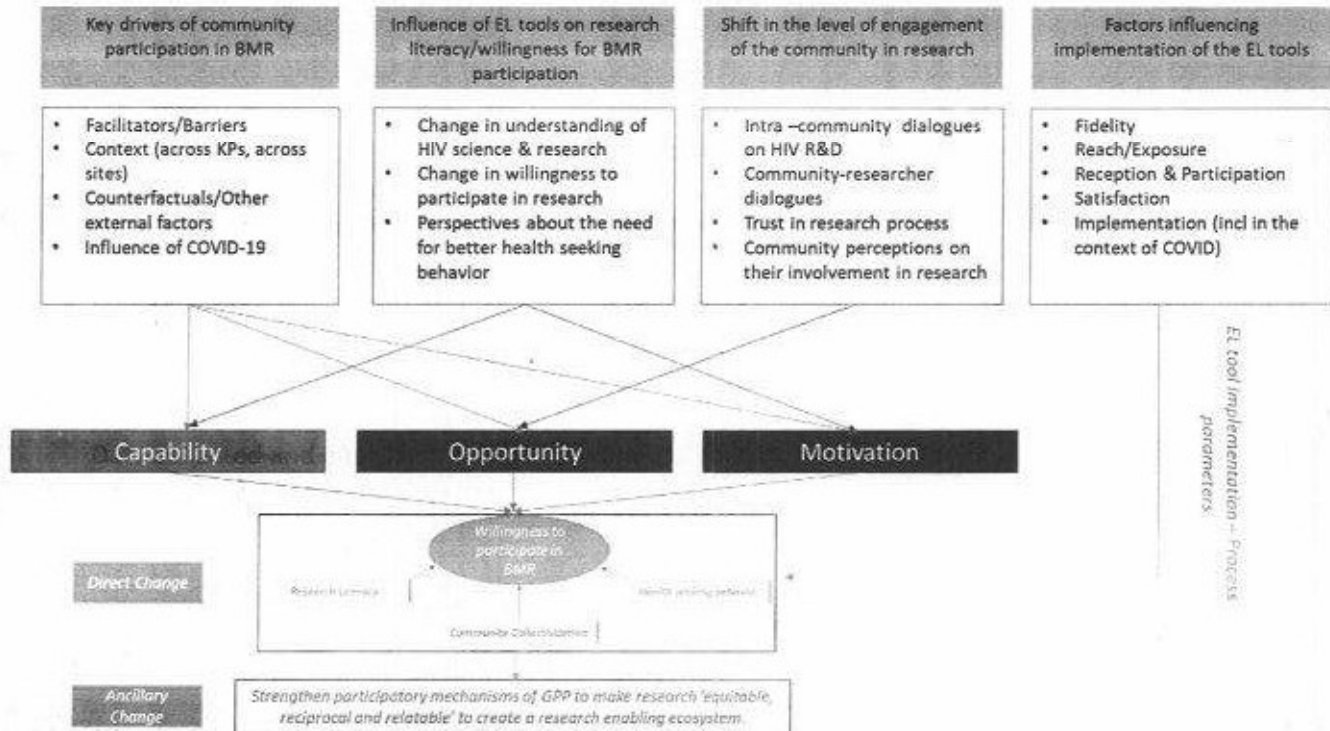 Key drivers of community
participation in BMR
Influence of EL tools on research
literacy/willingness for BMR
participation
Shift in the level of engagement
of the community in research
Factors influencing
implementation of the EL tools
• Facilitators/Barriers
• Context (across KPs, across
sites)
• Counterfactuals/Other
external factors
• Influence of COVID-19
• Change in understanding of
HIV science & research
• Change in willingness to
participate in research
• Perspectives about the need
for better health seeking
behavior
• Intra –community dialogues
on HIV R&D
• Community-researcher
dialogues
• Trust in research process
• Community perceptions on
their involvement in research
• Fidelity
• Reach/Exposure
• Reception & Participation
• Satisfaction
• Implementation (incl in the
context of COVID)
EL tool implementation – Process
parameters
Capability
Opportunity
Motivation
Willingness to
participate in
BMR
Direct Change
Research Literacy
Health seeking behavior
Community Collectivization
Ancillary
Change
Strengthen participatory mechanisms of GPP to make research 'equitable,
reciprocal and relatable' to create a research enabling ecosystem.